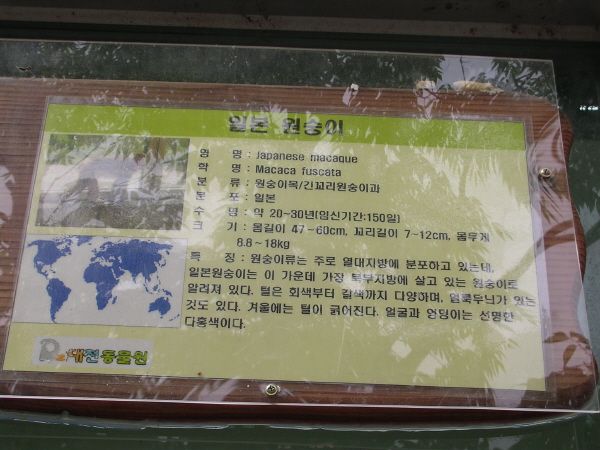 일본 원숭이
영 명 : Japanese macaque
학 명 : Macaca fuscata
분 류 : 원숭이목/긴꼬리원숭이과
분 포 : 일본
수 명 : 약 20~30년(임신기간:150일)
크 기 : 몸길이 47~60cm, 꼬리길이 7~12cm, 몸무게
8.8~18kg
특 징 : 원숭이류는 주로 열대지방에 분포하고 있는데,
일본원숭이는 이 가운데 가장 북부지방에 살고 있는 원숭이로
알려져 있다. 털은 회색부터 갈색까지 다양하며, 얼룩무늬가 있는
것도 있다. 겨울에는 털이 굵어진다. 얼굴과 엉덩이는 선명한
다홍색이다.
대전동물원